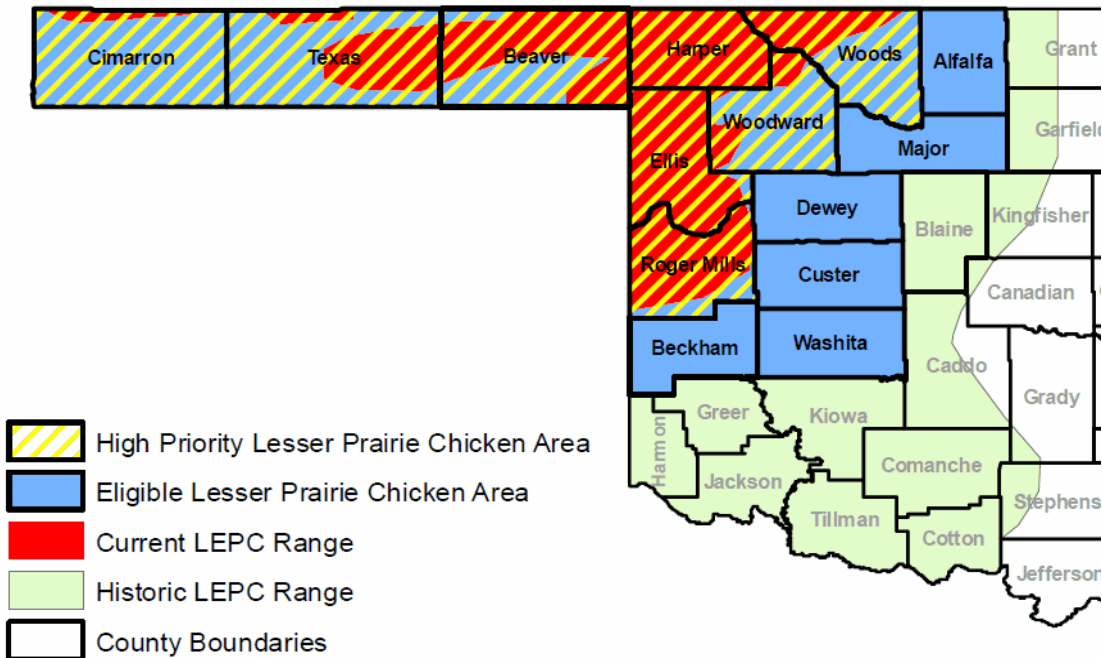 Cimarron
Texas
Beaver
Harper
Woods
Alfalfa
Grant
Woodward
Garfield
Ellis
Major
Dewey
Blaine
Kingfisher
Roger Mills
Custer
Canadian
Beckham
Washita
Caddo
Grady
Greer
Kiowa
Harmon
Comanche
Jackson
Stephens
Tillman
Cotton
Jefferson
High Priority Lesser Prairie Chicken Area
Eligible Lesser Prairie Chicken Area
Current LEPC Range
Historic LEPC Range
County Boundaries